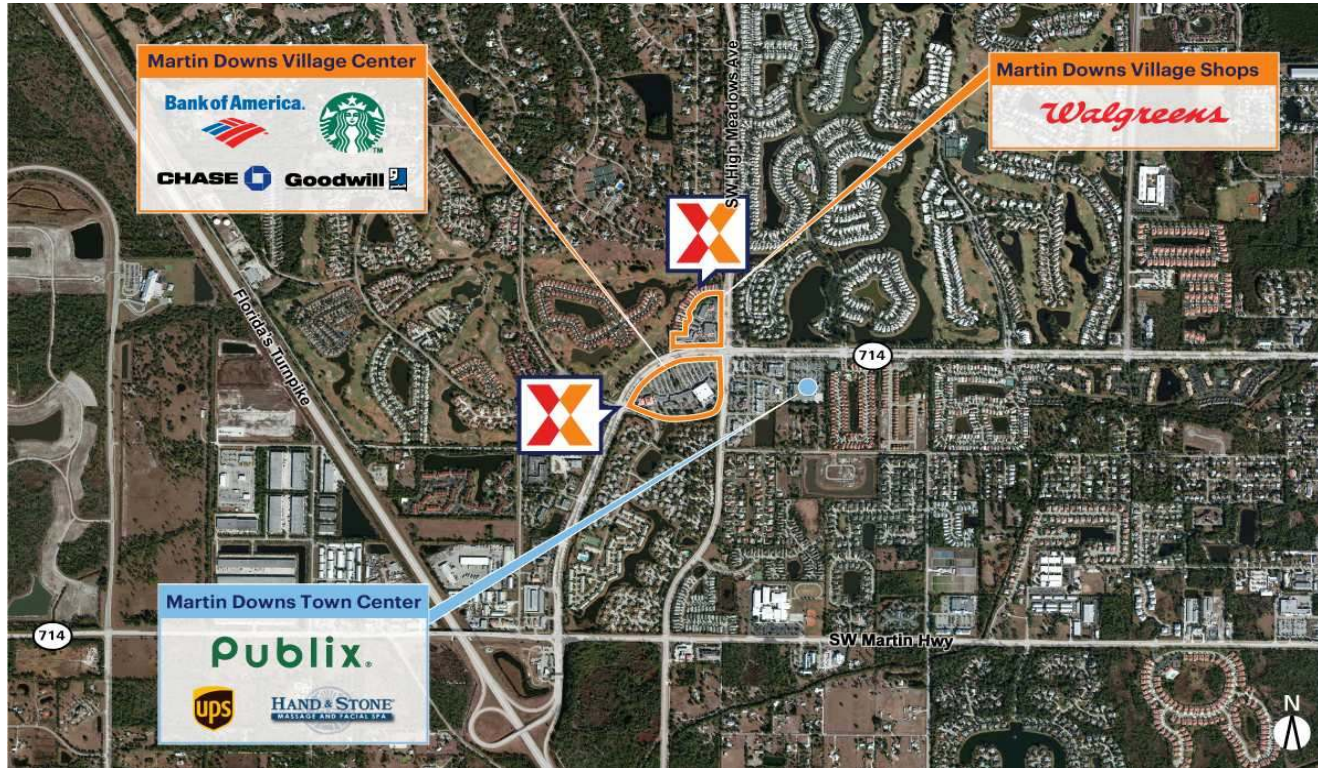 Martin Downs Village Center
Bank of America.
CHASE
Goodwill
g
SW High Meadows Ave
Martin Downs Village Shops
Walgreens
Florida's Turnpike
714
Martin Downs Town Center
Publix.
ups
HAND & STONE
MASSAGE AND FACIAL SPA
714
SW Martin Hwy
N